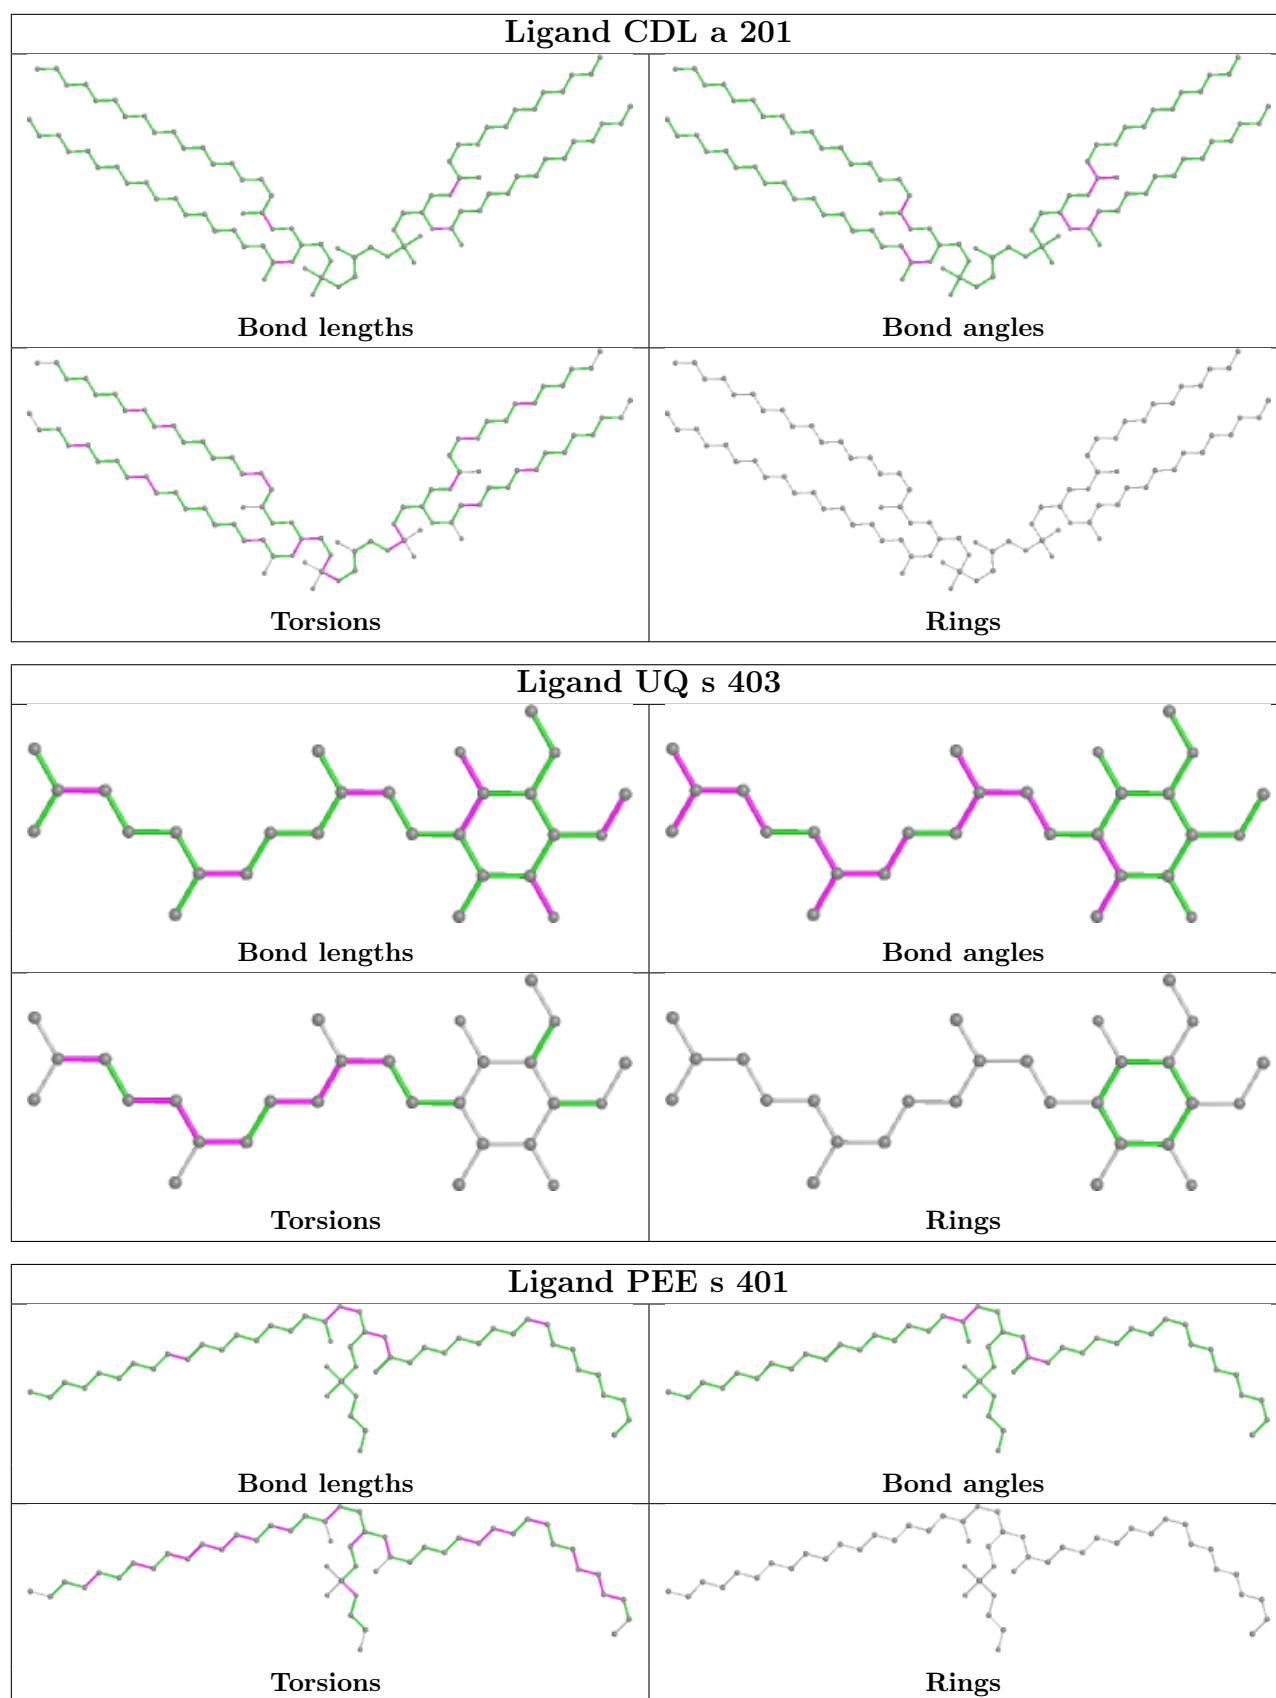 Ligand CDL a 201
Bond lengths
Bond angles
Torsions
Rings
Ligand UQ s 403
Bond lengths
Bond angles
Torsions
Rings
Ligand PEE s 401
Bond lengths
Bond angles
Torsions
Rings